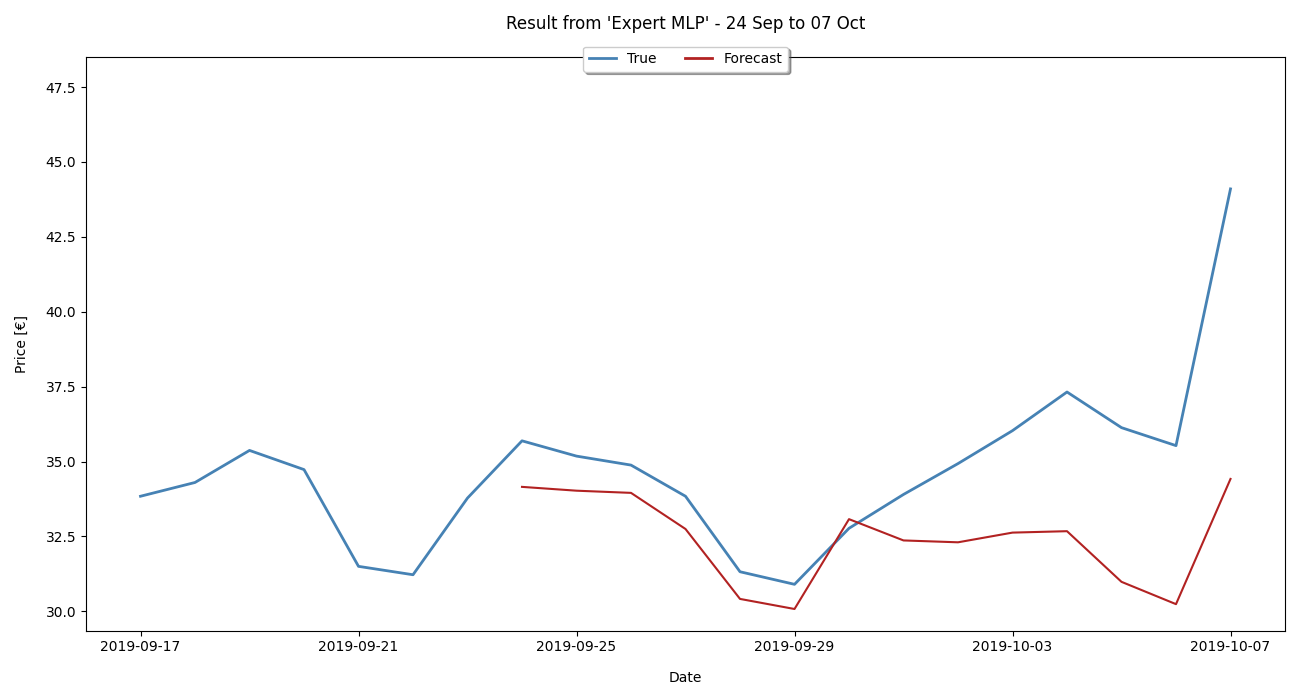 Result from 'Expert MLP' - 24 Sep to 07 Oct
True Forecast
47.5
45.0
42.5
40.0
37.5
35.0
32.5
30.0
Price [€]
2019-09-17 2019-09-21 2019-09-25 2019-09-29 2019-10-03 2019-10-07
Date